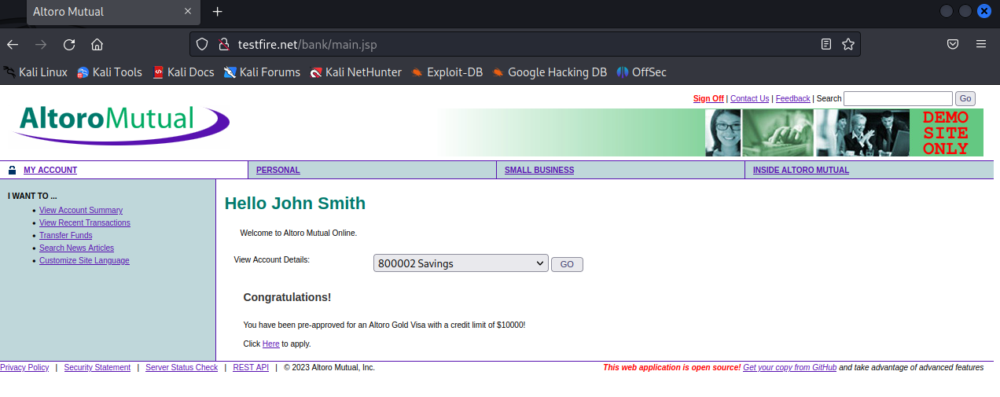 Altoro Mutual
testfire.net/bank/main.jsp
Kali Linux Kali Tools Kali Docs Kali Forums Kali NetHunter Exploit-DB Google Hacking DB OffSec
Sign Off | Contact Us | Feedback | Search Go
AltoroMutual
DEMO
SITE
ONLY
MY ACCOUNT PERSONAL SMALL BUSINESS INSIDE ALTORO MUTUAL
I WANT TO ...
• View Account Summary
• View Recent Transactions
• Transfer Funds
• Search News Articles
• Customize Site Language
Hello John Smith
Welcome to Altoro Mutual Online.
View Account Details: 800002 Savings GO
Congratulations!
You have been pre-approved for an Altoro Gold Visa with a credit limit of $10000!
Click Here to apply.
Privacy Policy | Security Statement | Server Status Check | REST API | © 2023 Altoro Mutual, Inc. This web application is open source! Get your copy from GitHub and take advantage of advanced features